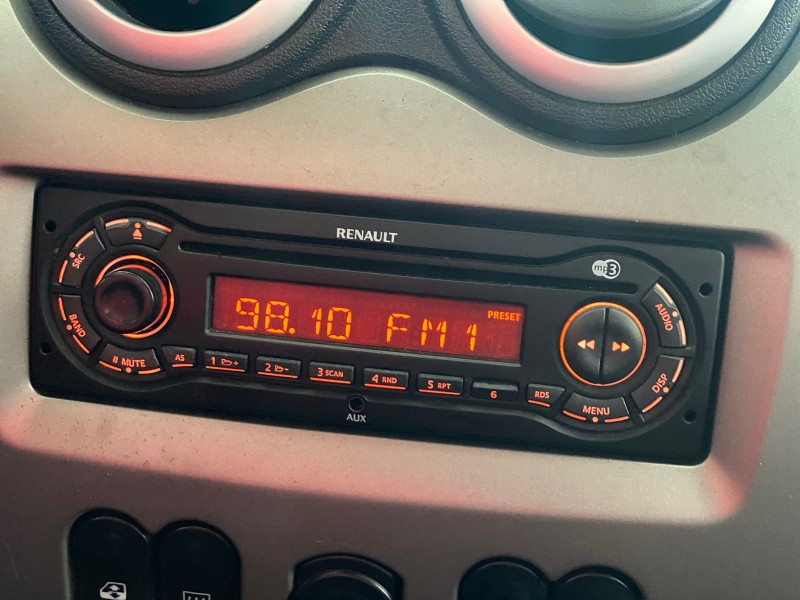 RENAULT
mp3
SRC
BAND
II MUTE
98.10 FM1
PRESET
AS
1 +
2 -
3 SCAN
4 RND
5 RPT
6
RDS
MENU
DISP
AUDIO
AUX